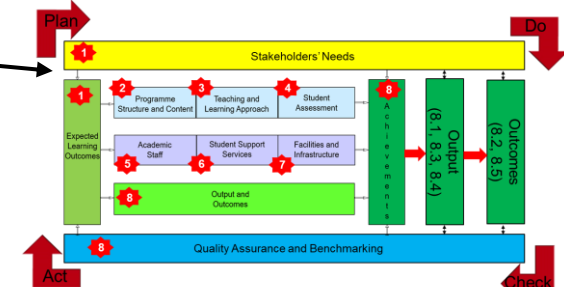 Plan
Do
1
Stakeholders' Needs
1
Expected
Learning
Outcomes
2
Programme
Structure and Content
3
Teaching and
Learning Approach
4
Student
Assessment
5
Academic
Staff
6
Student Support
Services
7
Facilities and
Infrastructure
8
Output and
Outcomes
8
Achievements
Output
(8.1, 8.3, 8.4)
Outcomes
(8.2, 8.5)
8
Quality Assurance and Benchmarking
Act
Check